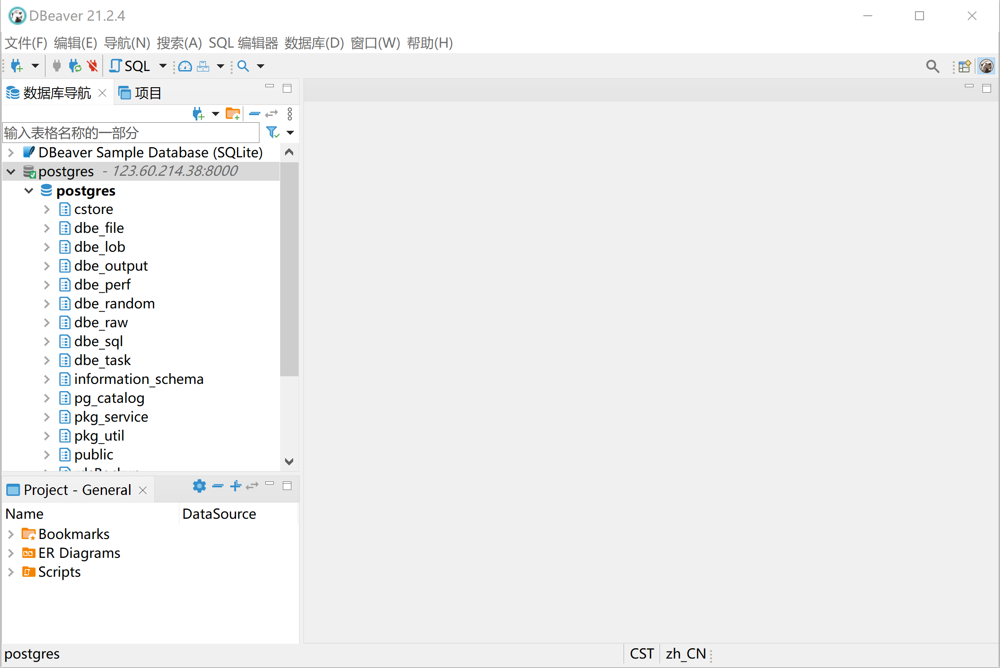 DBeaver 21.2.4
文件(F) 编辑(E) 导航(N) 搜索(A) SQL 编辑器 数据库(D) 窗口(W) 帮助(H)
SQL
数据库导航 项目
输入表格名称的一部分
DBeaver Sample Database (SQLite)
postgres - 123.60.214.38:8000
postgres
cstore
dbe_file
dbe_lob
dbe_output
dbe_perf
dbe_random
dbe_raw
dbe_sql
dbe_task
information_schema
pg_catalog
pkg_service
pkg_util
public
Project - General
Name DataSource
Bookmarks
ER Diagrams
Scripts
postgres CST zh_CN